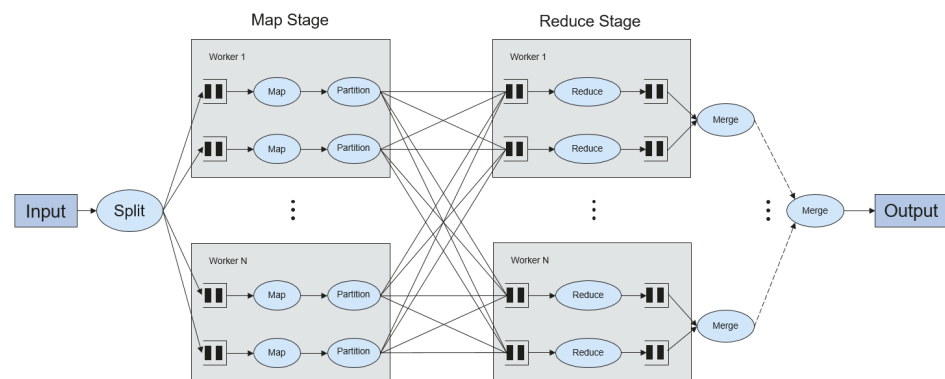 Map Stage
Reduce Stage
Worker 1
Worker 1
Map
Partition
Reduce
Merge
Map
Partition
Reduce
Input
Split
Merge
Output
Worker N
Worker N
Map
Partition
Reduce
Merge
Map
Partition
Reduce